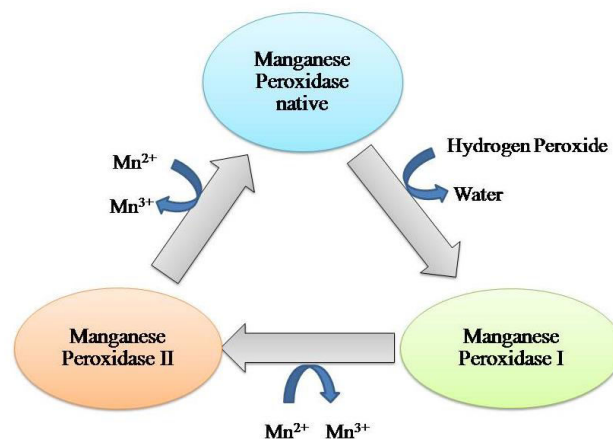 Manganese
Peroxidase
native
Mn²⁺
Mn³⁺
Hydrogen Peroxide
Water
Manganese
Peroxidase II
Manganese
Peroxidase I
Mn²⁺ Mn³⁺